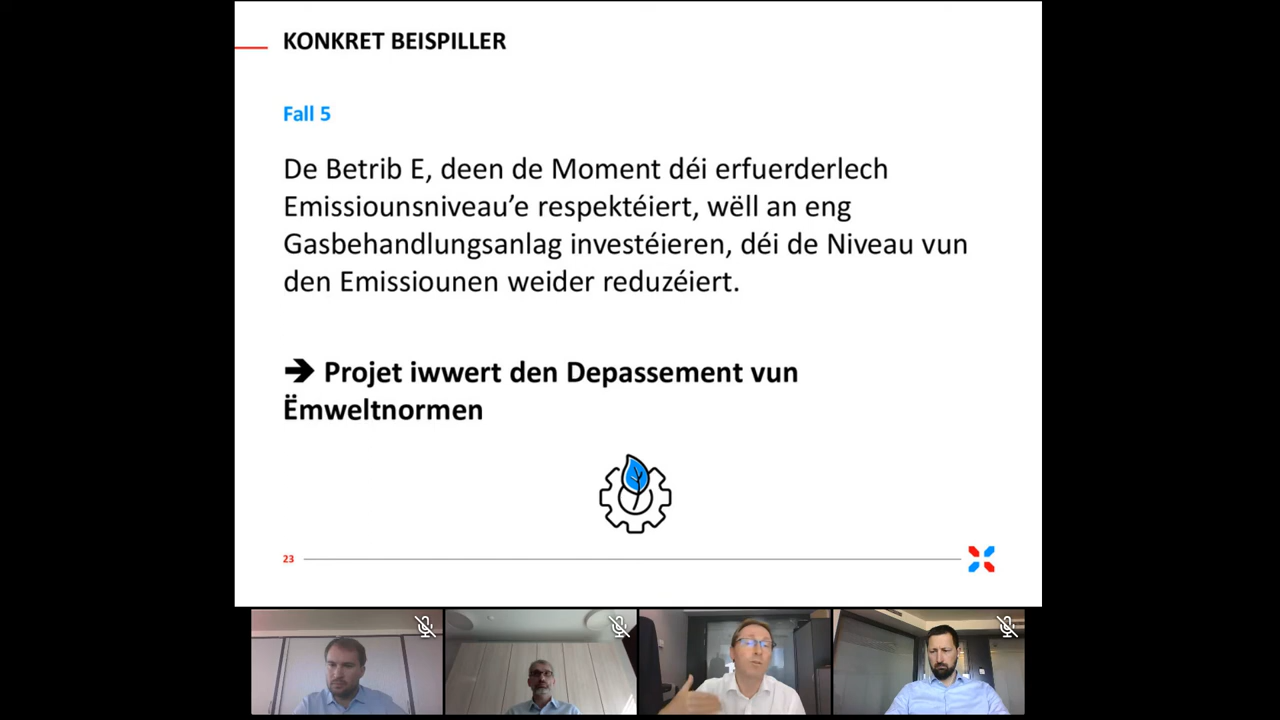 KONKRET BEISPILLER
Fall 5
De Betrib E, deen de Moment déi erfuerderlech
Emissiounsniveau’e respektéiert, wëll an eng
Gasbehandlungsanlag investéieren, déi de Niveau vun
den Emissiounen weider reduzéiert.
➔ Projet iwwert den Depassement vun
Ëmweltnormen
23